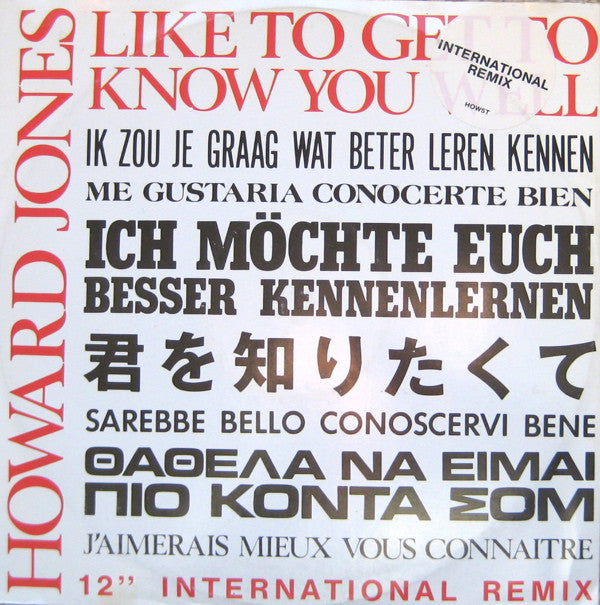 HOWARD JONES
LIKE TO GET TO
KNOW YOU WELL
INTERNATIONAL
REMIX
HOW5T
IK ZOU JE GRAAG WAT BETER LEREN KENNEN
ME GUSTARIA CONOCERTE BIEN
ICH MÖCHTE EUCH
BESSER KENNENLERNEN
君を知りたくて
SAREBBE BELLO CONOSCERVI BENE
ΘΑΘΕΛΑ ΝΑ ΕΙΜΑΙ
ΠΙΟ ΚΟΝΤΑ ΣΟΜ
J'AIMERAIS MIEUX VOUS CONNAITRE
12’’ INTERNATIONAL REMIX